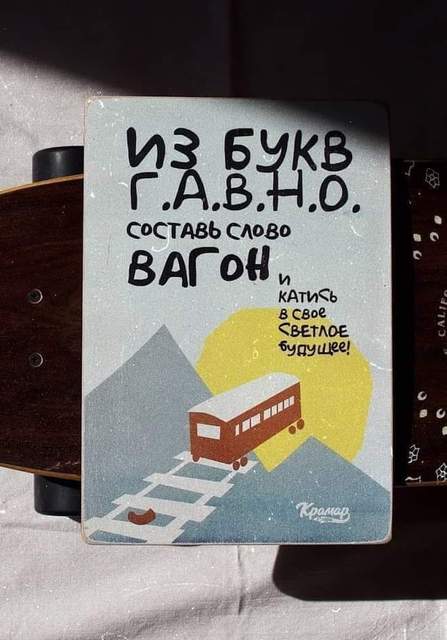 ИЗ БУКВ
Г.А.В.Н.О.
СОСТАВЬ СЛОВО
ВАГОН
И
КАТИСЬ
В СВОЕ
СВЕТЛОЕ
БУДУЩЕЕ!
Крамар